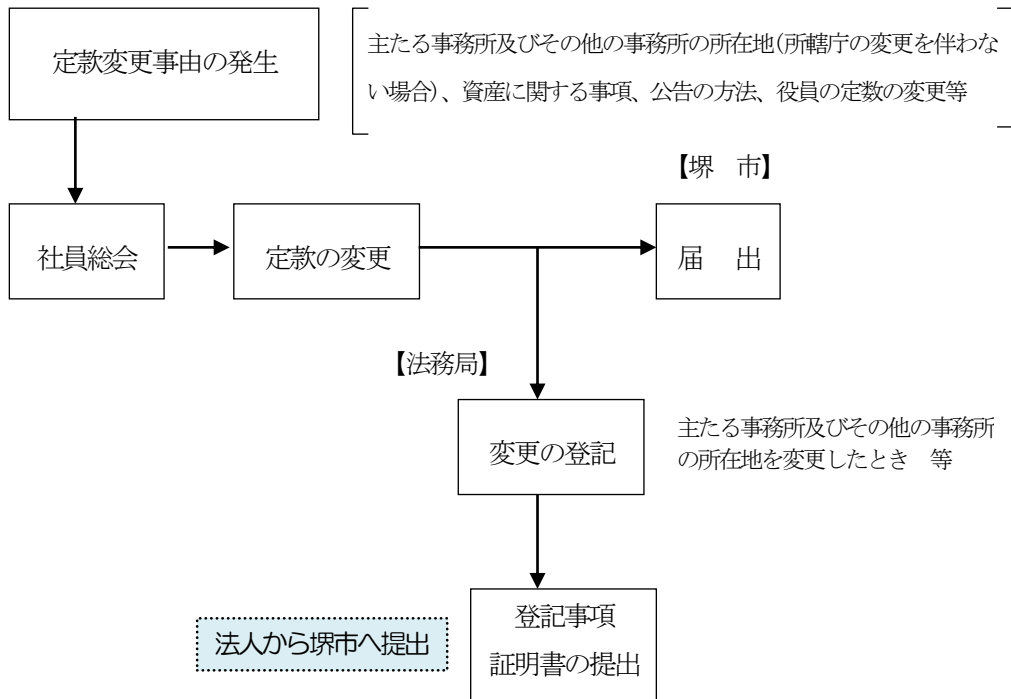 定款変更事由の発生
主たる事務所及びその他の事務所の所在地(所轄庁の変更を伴わな
い場合)、資産に関する事項、公告の方法、役員の定数の変更等
【堺　市】
社員総会
定款の変更
届　出
【法務局】
変更の登記
主たる事務所及びその他の事務所
の所在地を変更したとき　等
法人から堺市へ提出
登記事項
証明書の提出